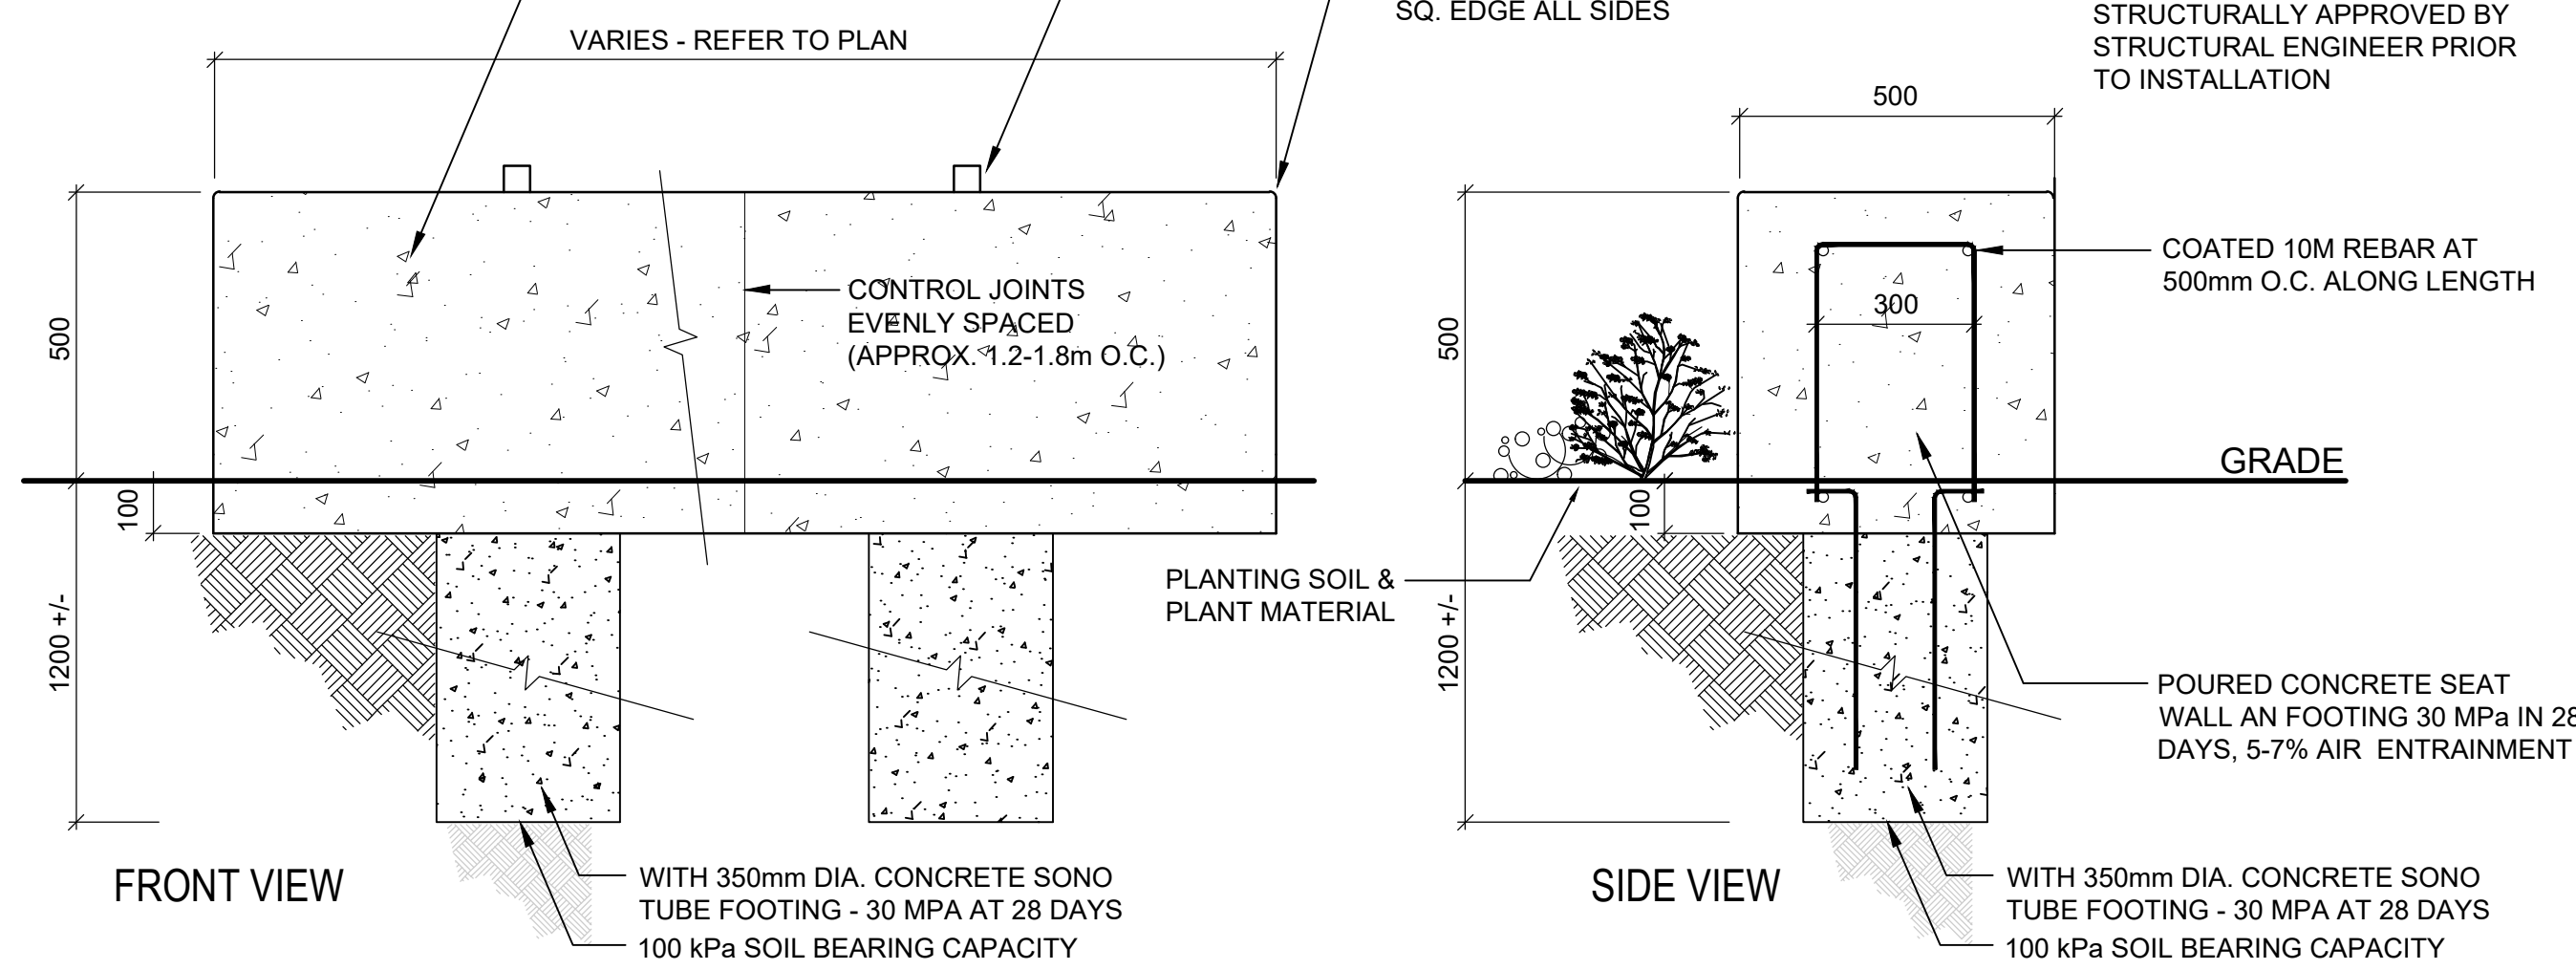 SQ. EDGE ALL SIDES
STRUCTURALLY APPROVED BY
STRUCTURAL ENGINEER PRIOR
TO INSTALLATION
VARIES - REFER TO PLAN
500
CONTROL JOINTS
EVENLY SPACED
(APPROX. 1.2-1.8m O.C.)
100
1200 +/-
FRONT VIEW
WITH 350mm DIA. CONCRETE SONO
TUBE FOOTING - 30 MPA AT 28 DAYS
100 kPa SOIL BEARING CAPACITY
500
500
300
COATED 10M REBAR AT
500mm O.C. ALONG LENGTH
GRADE
100
PLANTING SOIL &
PLANT MATERIAL
1200 +/-
POURED CONCRETE SEAT
WALL AN FOOTING 30 MPa IN 28
DAYS, 5-7% AIR ENTRAINMENT
SIDE VIEW
WITH 350mm DIA. CONCRETE SONO
TUBE FOOTING - 30 MPA AT 28 DAYS
100 kPa SOIL BEARING CAPACITY